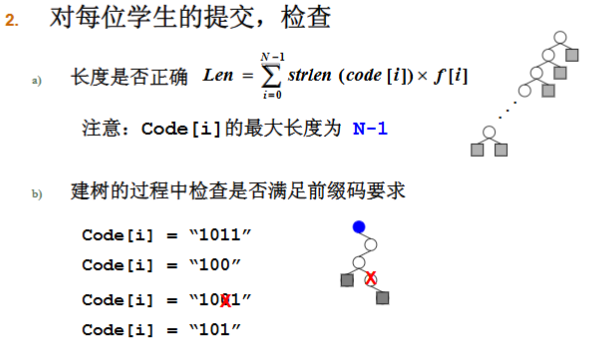 2. 对每位学生的提交，检查
a) 长度是否正确 Len = ∑ strlen (code [i]) × f [i]
N-1
i=0
注意：Code[i]的最大长度为 N-1
b) 建树的过程中检查是否满足前缀码要求
Code[i] = “1011”
Code[i] = “100”
Code[i] = “1001”
Code[i] = “101”